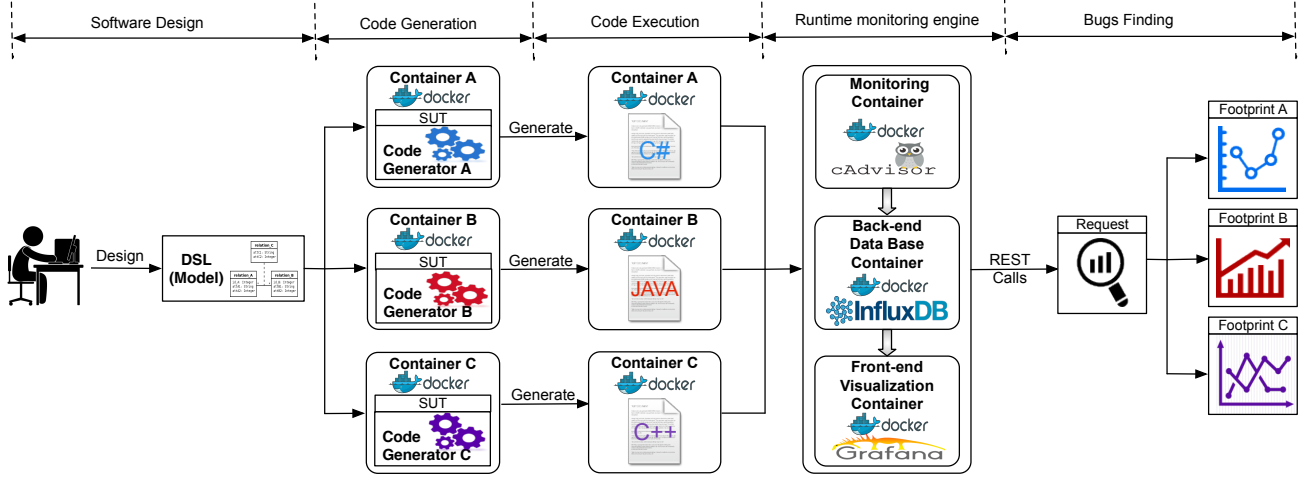 Software Design
Code Generation
Code Execution
Runtime monitoring engine
Bugs Finding
Design
DSL
(Model)
relation_C
relation_A
relation_B
Container A
docker
SUT
Code
Generator A
Generate
Container A
docker
C#
Container B
docker
SUT
Code
Generator B
Generate
Container B
docker
JAVA
Container C
docker
SUT
Code
Generator C
Generate
Container C
docker
C++
Monitoring
Container
docker
cAdvisor
Back-end
Data Base
Container
docker
InfluxDB
Front-end
Visualization
Container
docker
Grafana
REST
Calls
Request
Footprint A
Footprint B
Footprint C